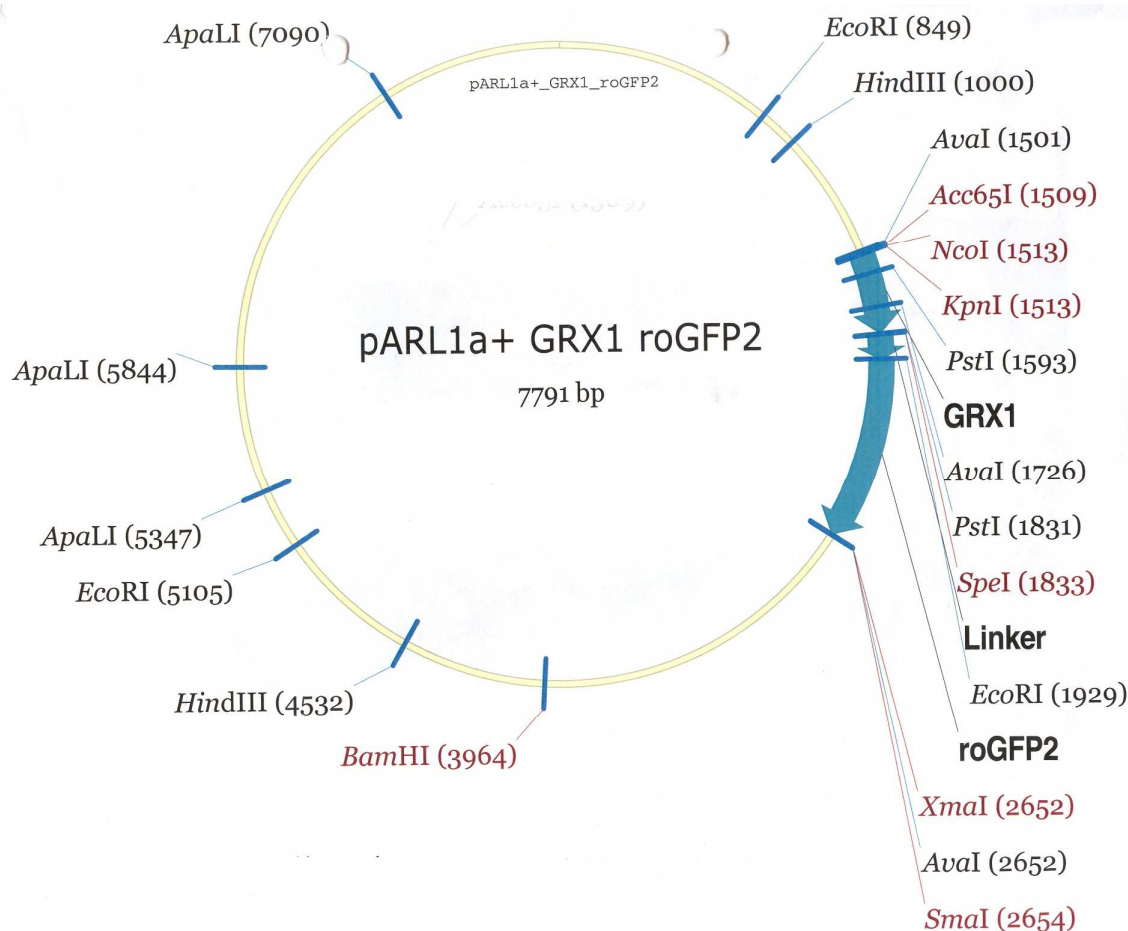 ApaLI (7090)
EcoRI (849)
pARL1a+_GRX1_roGFP2
HindIII (1000)
AvaI (1501)
Acc65I (1509)
NcoI (1513)
KpnI (1513)
pARL1a+ GRX1 roGFP2
7791 bp
PstI (1593)
ApaLI (5844)
GRX1
AvaI (1726)
PstI (1831)
ApaLI (5347)
EcoRI (5105)
SpeI (1833)
Linker
EcoRI (1929)
HindIII (4532)
BamHI (3964)
roGFP2
XmaI (2652)
AvaI (2652)
SmaI (2654)